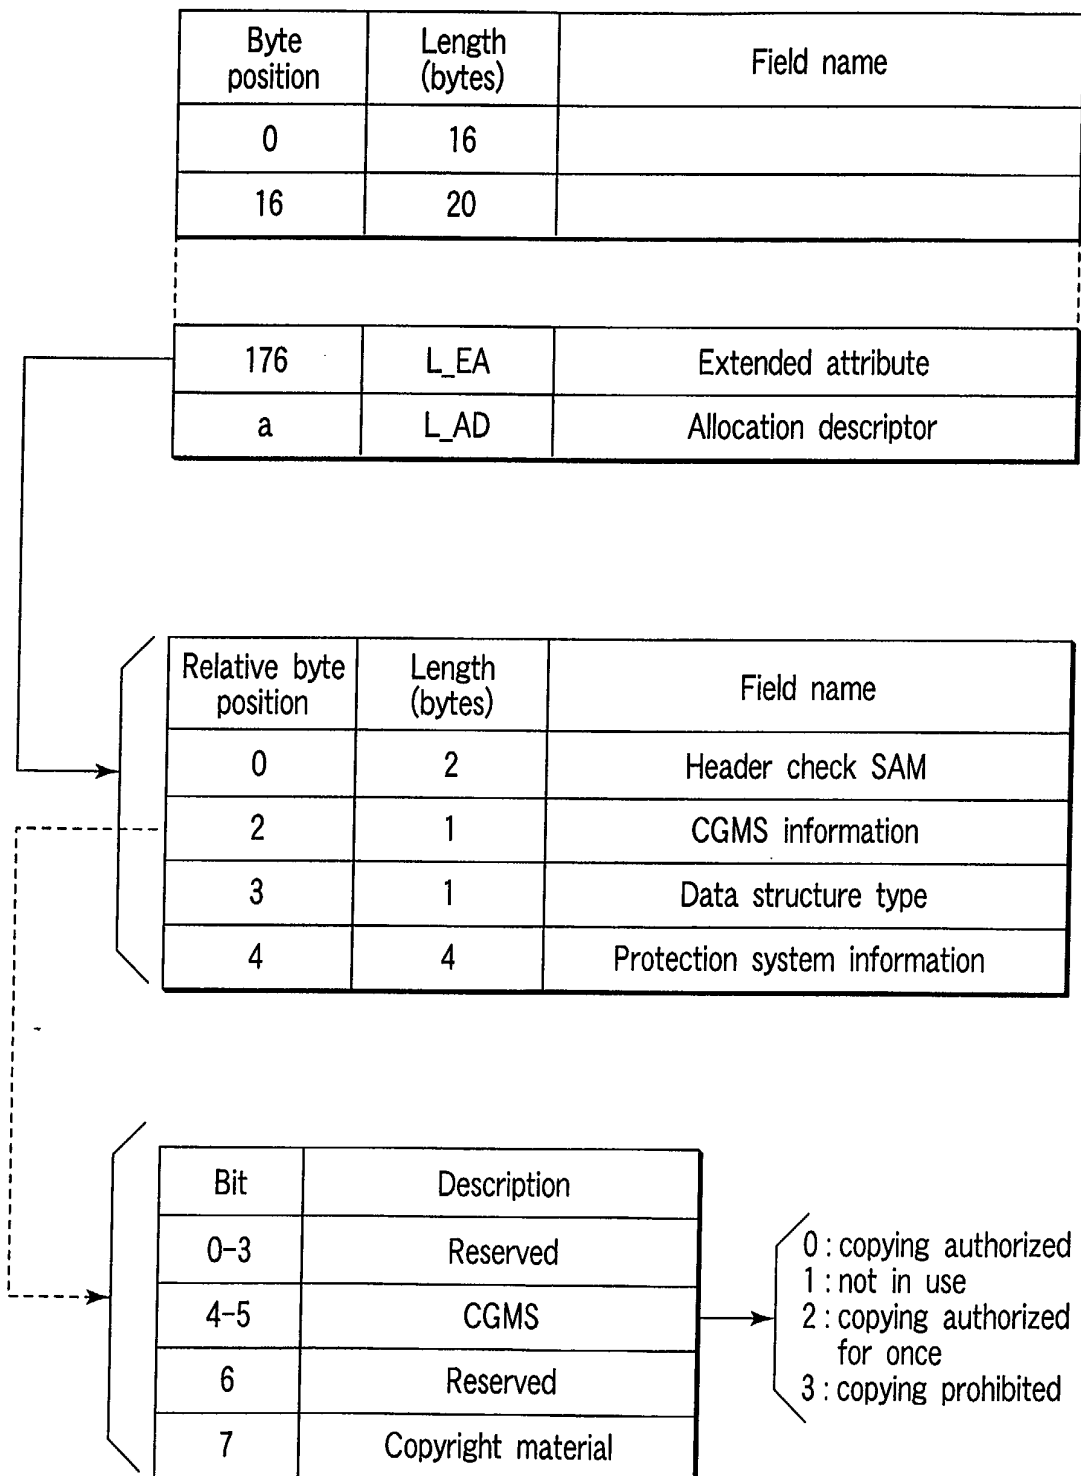 Byte position Length (bytes) Field name
0 16
16 20
176 L_EA Extended attribute
a L_AD Allocation descriptor
Relative byte position Length (bytes) Field name
0 2 Header check SAM
2 1 CGMS information
3 1 Data structure type
4 4 Protection system information
Bit Description
0-3 Reserved
4-5 CGMS
6 Reserved
7 Copyright material
0 : copying authorized
1 : not in use
2 : copying authorized
for once
3 : copying prohibited